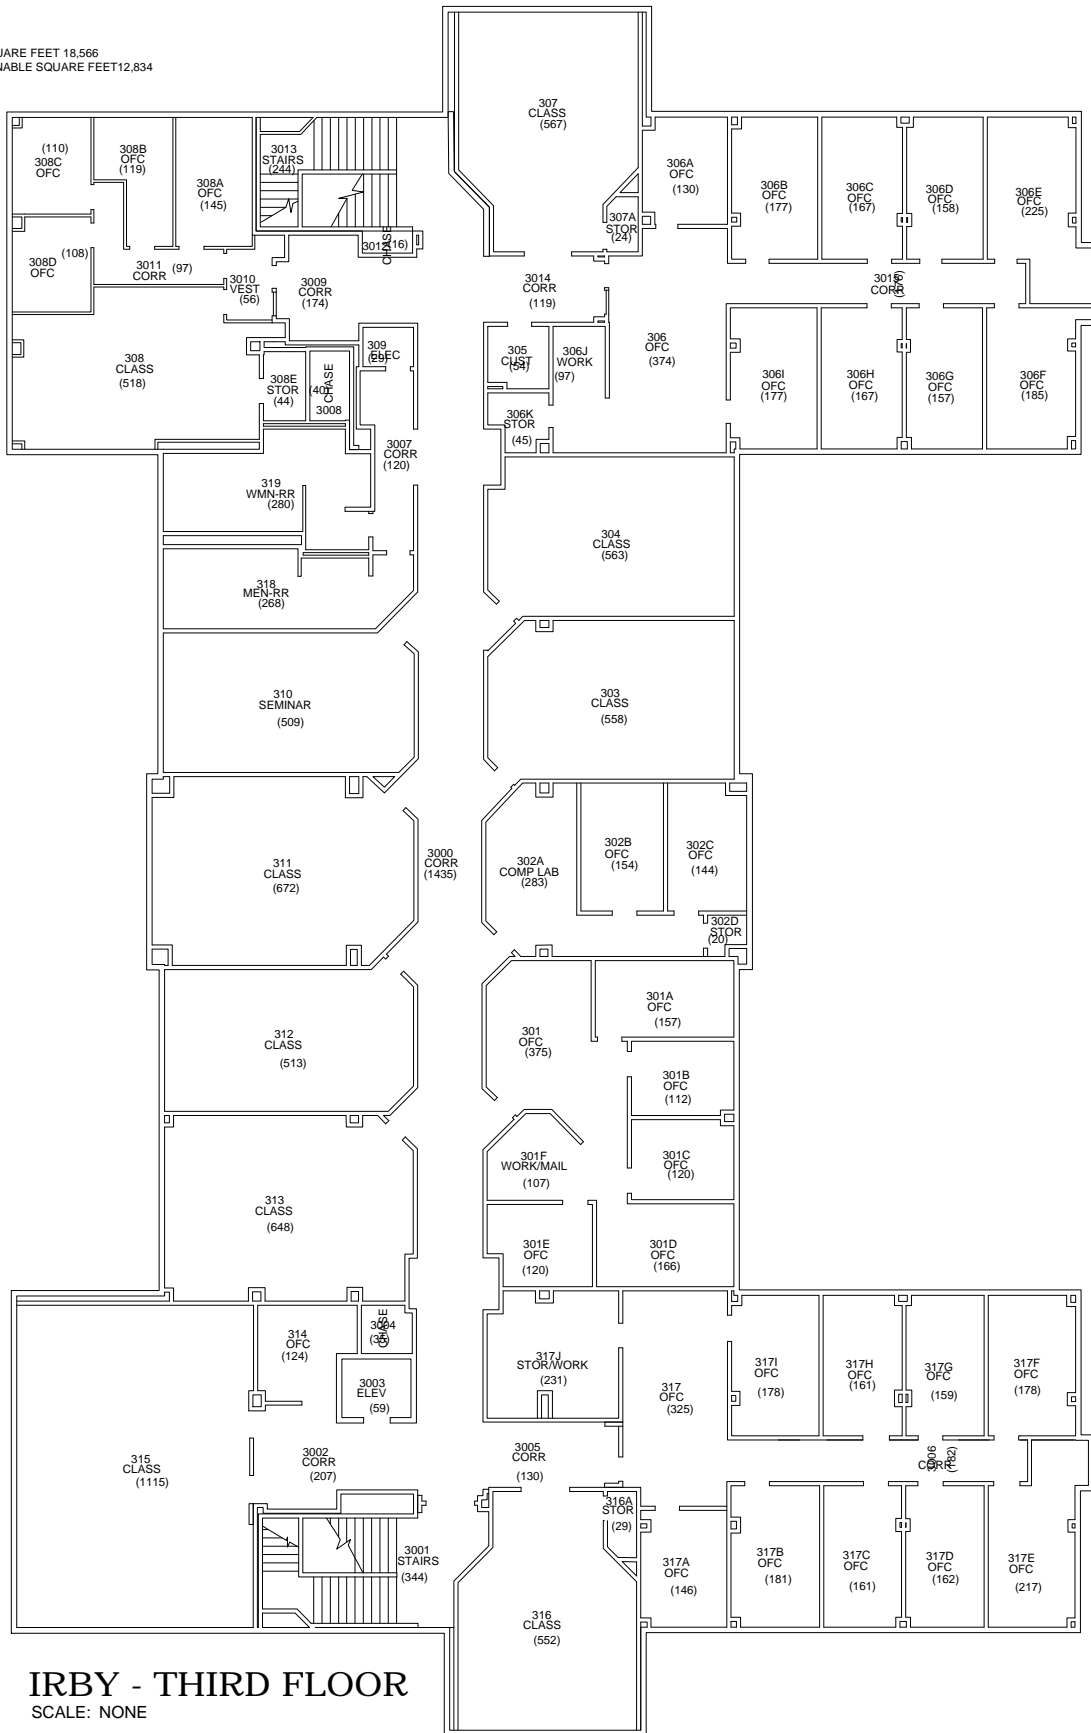 UARE FEET 18,566
NABLE SQUARE FEET12,834
307
CLASS
(567)
(110)
308C
OFC
308B
OFC
(119)
308A
OFC
(145)
3013
STAIRS
(244)
306A
OFC
(130)
306B
OFC
(177)
306C
OFC
(167)
306D
OFC
(158)
306E
OFC
(225)
307A
STOR
(24)
308D
OFC
(108)
3011
CORR
(97)
3010
VEST
(56)
3009
CORR
(174)
3012
(16)
CHASE
3014
CORR
(119)
CORR
308
CLASS
(518)
308E
STOR
(44)
(40)
CHASE
3008
309
ELEC
(29)
305
CUST
(54)
306J
WORK
(97)
306
OFC
(374)
306I
OFC
(177)
306H
OFC
(167)
306G
OFC
(157)
306F
OFC
(185)
306K
STOR
(45)
3007
CORR
(120)
319
WMN-RR
(280)
304
CLASS
(563)
318
MEN-RR
(268)
310
SEMINAR
(509)
303
CLASS
(558)
311
CLASS
(672)
3000
CORR
(1435)
302A
COMP LAB
(283)
302B
OFC
(154)
302C
OFC
(144)
302D
STOR
(20)
312
CLASS
(513)
301
OFC
(375)
301A
OFC
(157)
301B
OFC
(112)
301C
OFC
(120)
301F
WORK/MAIL
(107)
313
CLASS
(648)
301E
OFC
(120)
301D
OFC
(166)
314
OFC
(124)
3004
CHASE
3003
ELEV
(59)
317J
STOR/WORK
(231)
317
OFC
(325)
317I
OFC
(178)
317H
OFC
(161)
317G
OFC
(159)
317F
OFC
(178)
315
CLASS
(1115)
3002
CORR
(207)
3005
CORR
(130)
3006
CORR
(182)
316A
STOR
(29)
3001
STAIRS
(344)
317A
OFC
(146)
317B
OFC
(181)
317C
OFC
(161)
317D
OFC
(162)
317E
OFC
(217)
316
CLASS
(552)
IRBY - THIRD FLOOR
SCALE: NONE